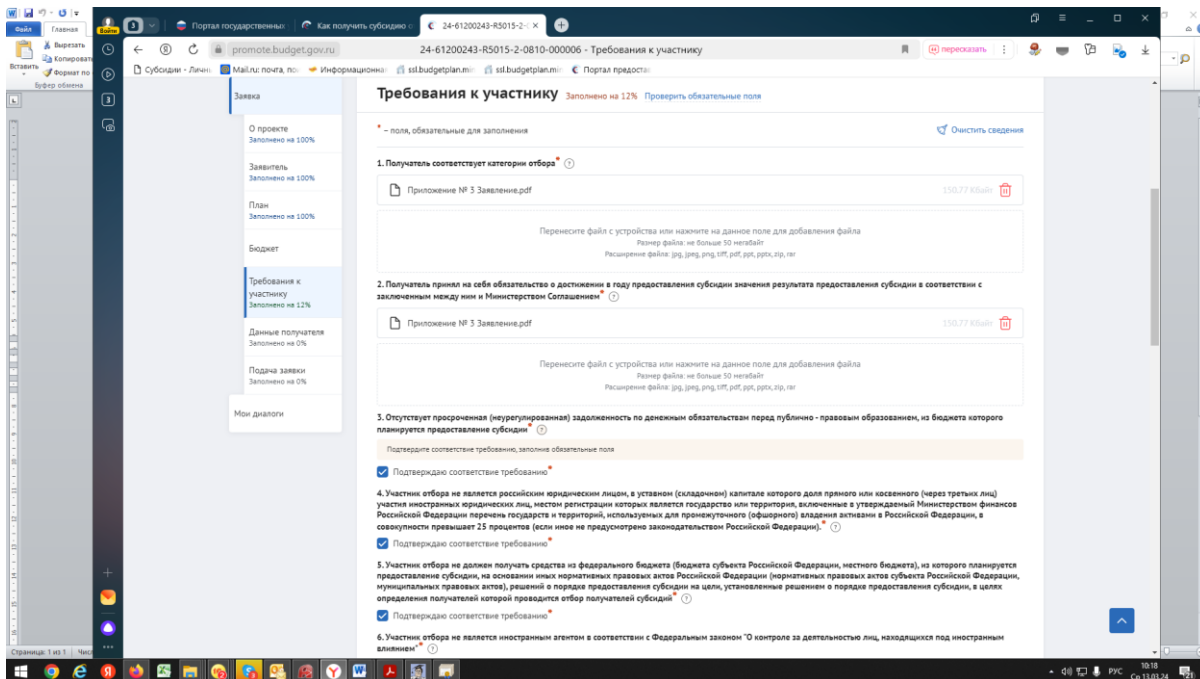 Файл
Главная
Вставить
Вырезать
Копировать
Формат по
Буфер обмена
Войти
3
Портал государственных
Как получить субсидию о
24-61200243-R5015-2-0
promote.budget.gov.ru
24-61200243-R5015-2-0810-000006 - Требования к участнику
пересказать
Субсидии - Личн
Mail.ru: почта, по
Информационна
ssl.budgetplan.min
ssl.budgetplan.min
Портал предоста
Заявка
О проекте
Заполнено на 100%
Заявитель
Заполнено на 100%
План
Заполнено на 100%
Бюджет
Требования к
участнику
Заполнено на 12%
Данные получателя
Заполнено на 0%
Подача заявки
Заполнено на 0%
Мои диалоги
Требования к участнику Заполнено на 12% Проверить обязательные поля
* – поля, обязательные для заполнения
Очистить сведения
1. Получатель соответствует категории отбора*
Приложение № 3 Заявление.pdf
150,77 КБайт
Перенесите файл с устройства или нажмите на данное поле для добавления файла
Размер файла: не больше 50 мегабайт
Расширение файла: jpg, jpeg, png, tiff, pdf, ppt, pptx, zip, rar
2. Получатель принял на себя обязательство о достижении в году предоставления субсидии значения результата предоставления субсидии в соответствии с
заключенным между ним и Министерством Соглашением*
Приложение № 3 Заявление.pdf
150,77 КБайт
Перенесите файл с устройства или нажмите на данное поле для добавления файла
Размер файла: не больше 50 мегабайт
Расширение файла: jpg, jpeg, png, tiff, pdf, ppt, pptx, zip, rar
3. Отсутствует просроченная (неурегулированная) задолженность по денежным обязательствам перед публично - правовым образованием, из бюджета которого
планируется предоставление субсидии*
Подтвердите соответствие требованию, заполнив обязательные поля
Подтверждаю соответствие требованию*
4. Участник отбора не является российским юридическим лицом, в уставном (складочном) капитале которого доля прямого или косвенного (через третьих лиц)
участия иностранных юридических лиц, местом регистрации которых является государство или территория, включенные в утверждаемый Министерством финансов
Российской Федерации перечень государств и территорий, используемых для промежуточного (офшорного) владения активами в Российской Федерации, в
совокупности превышает 25 процентов (если иное не предусмотрено законодательством Российской Федерации).*
Подтверждаю соответствие требованию*
5. Участник отбора не должен получать средства из федерального бюджета (бюджета субъекта Российской Федерации, местного бюджета), из которого планируется
предоставление субсидии, на основании иных нормативных правовых актов Российской Федерации (нормативных правовых актов субъекта Российской Федерации,
муниципальных правовых актов), решений о порядке предоставления субсидии на цели, установленные решением о порядке предоставления субсидии, в целях
определения получателей которой проводится отбор получателей субсидий*
Подтверждаю соответствие требованию*
6. Участник отбора не является иностранным агентом в соответствии с Федеральным законом "О контроле за деятельностью лиц, находящихся под иностранным
влиянием"*
Страница: 1 из 1
РУС
10:18
Ср 13.03.24